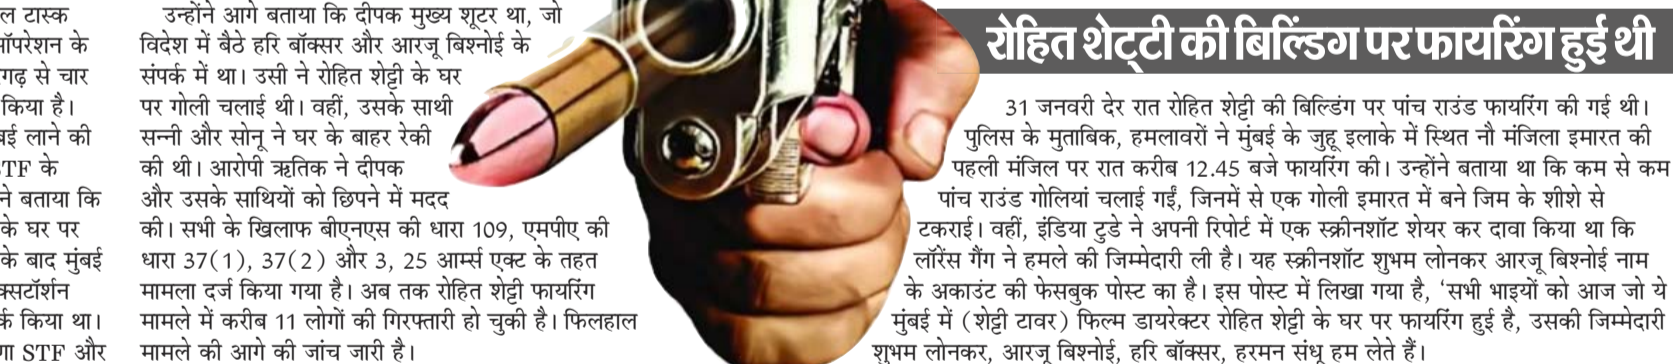 ल टास्क
ऑपरेशन के
गढ़ से चार
किया है।
बई लाने की
STF के
ने बताया कि
के घर पर
के बाद मुंबई
क्सटॉर्शन
र्क किया था।
णा STF और
उन्होंने आगे बताया कि दीपक मुख्य शूटर था, जो
विदेश में बैठे हरि बॉक्सर और आरजू बिश्नोई के
संपर्क में था। उसी ने रोहित शेट्टी के घर
पर गोली चलाई थी। वहीं, उसके साथी
सन्नी और सोनू ने घर के बाहर रेकी
की थी। आरोपी ऋतिक ने दीपक
और उसके साथियों को छिपने में मदद
की। सभी के खिलाफ बीएनएस की धारा 109, एमपीए की
धारा 37(1), 37(2) और 3, 25 आर्म्स एक्ट के तहत
मामला दर्ज किया गया है। अब तक रोहित शेट्टी फायरिंग
मामले में करीब 11 लोगों की गिरफ्तारी हो चुकी है। फिलहाल
मामले की आगे की जांच जारी है।
रोहित शेट्टी की बिल्डिंग पर फायरिंग हुई थी
31 जनवरी देर रात रोहित शेट्टी की बिल्डिंग पर पांच राउंड फायरिंग की गई थी।
पुलिस के मुताबिक, हमलावरों ने मुंबई के जुहू इलाके में स्थित नौ मंजिला इमारत की
पहली मंजिल पर रात करीब 12.45 बजे फायरिंग की। उन्होंने बताया था कि कम से कम
पांच राउंड गोलियां चलाई गईं, जिनमें से एक गोली इमारत में बने जिम के शीशे से
टकराई। वहीं, इंडिया टुडे ने अपनी रिपोर्ट में एक स्क्रीनशॉट शेयर कर दावा किया था कि
लॉरेंस गैंग ने हमले की जिम्मेदारी ली है। यह स्क्रीनशॉट शुभम लोनकर आरजू बिश्नोई नाम
के अकाउंट की फेसबुक पोस्ट का है। इस पोस्ट में लिखा गया है, ‘सभी भाइयों को आज जो ये
मुंबई में (शेट्टी टावर) फिल्म डायरेक्टर रोहित शेट्टी के घर पर फायरिंग हुई है, उसकी जिम्मेदारी
शुभम लोनकर, आरजू बिश्नोई, हरि बॉक्सर, हरमन संधू हम लेते हैं।